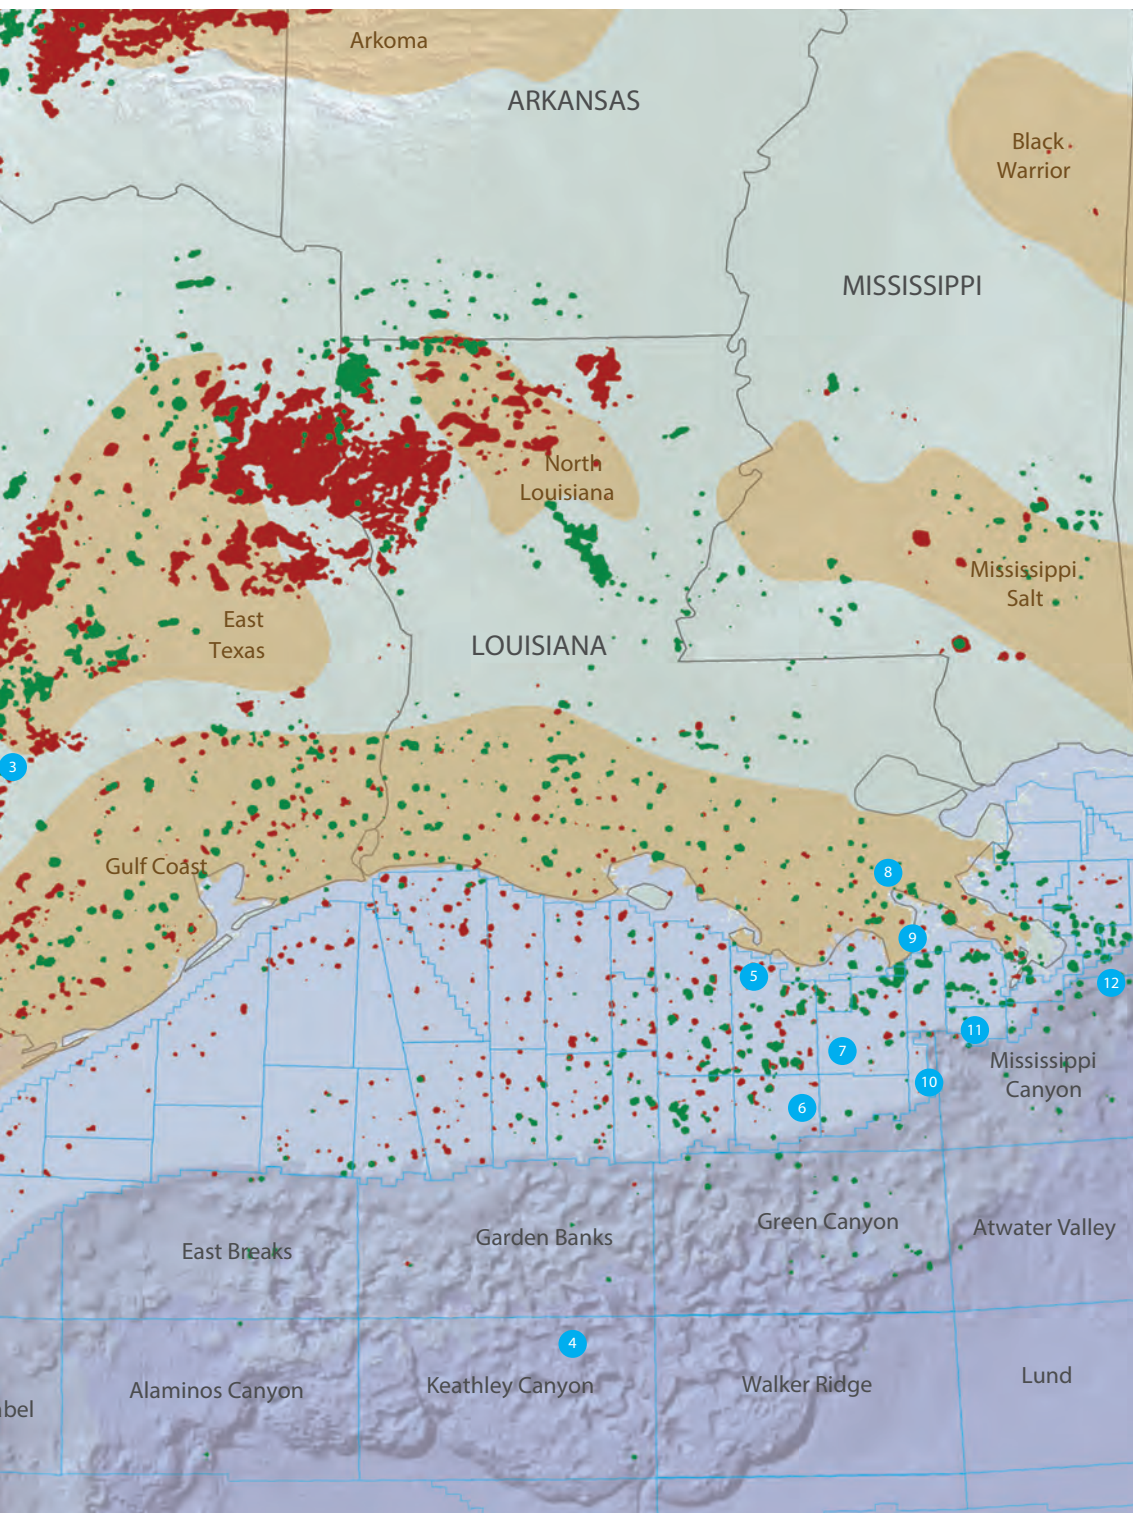 Arkoma
ARKANSAS
Black
Warrior
MISSISSIPPI
North
Louisiana
Mississippi
Salt
East
Texas
LOUISIANA
3
Gulf Coast
8
9
5
12
11
7
Mississippi
Canyon
10
6
Green Canyon
Atwater Valley
Garden Banks
East Breaks
4
Lund
Walker Ridge
Keathley Canyon
Alaminos Canyon
abel